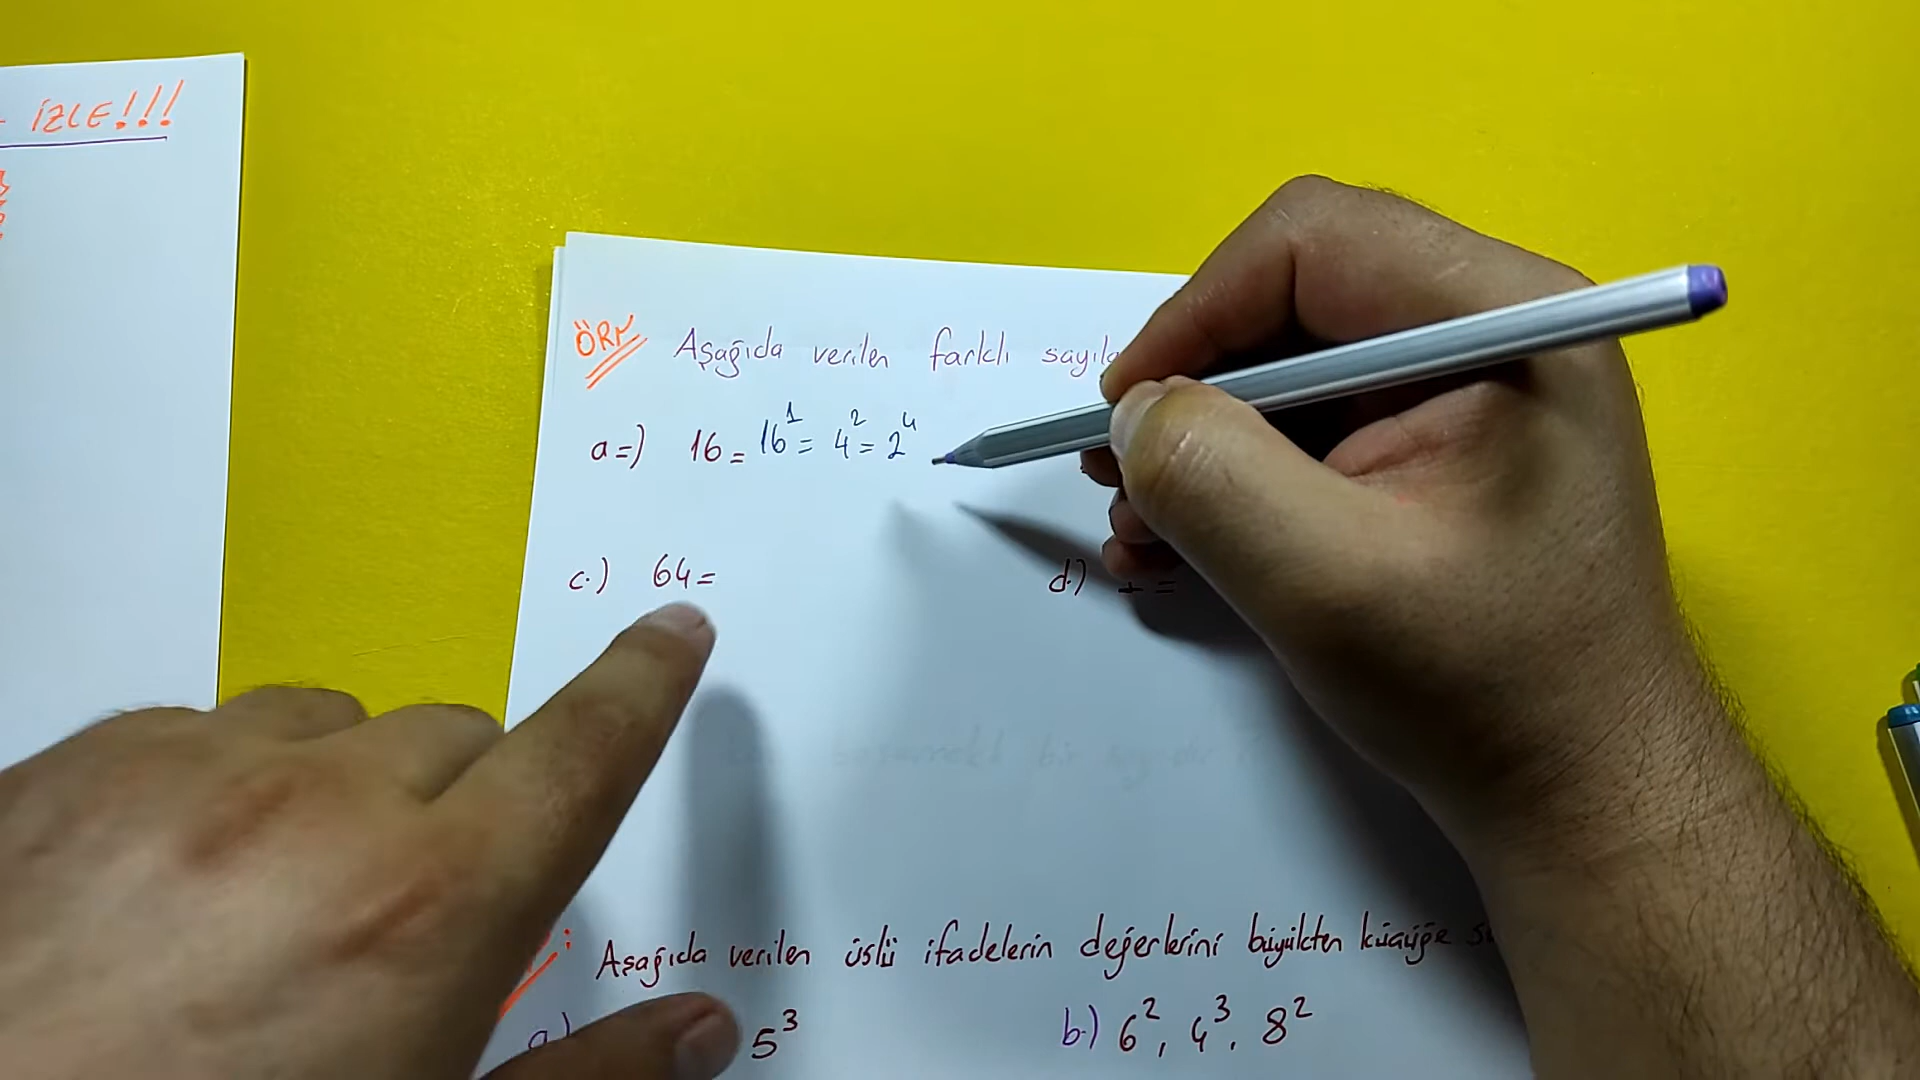 İZLE!!!
ÖRN Aşağıda verilen farklı
a=) 16 = 16¹ = 4² = 2⁴
c.) 64 =
d.)
Aşağıda verilen üslü ifadelerin değerlerini büyükten küçüğe
a) 5³
b.) 6², 4³, 8²